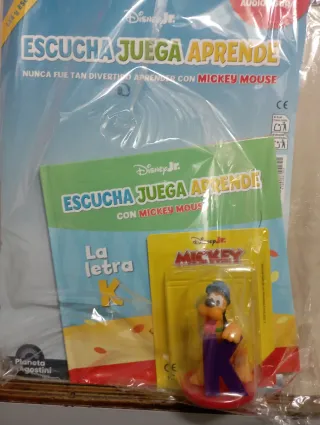 Disney Jr.
ESCUCHA JUEGA APRENDE
NUNCA FUE TAN DIVERTIDO APRENDER CON MICKEY MOUSE
CE
Disney Jr.
ESCUCHA JUEGA APRENDE
CON MICKEY MOUSE
La
letra
K
Disney Jr.
MICKEY
Planeta
DeAgostini